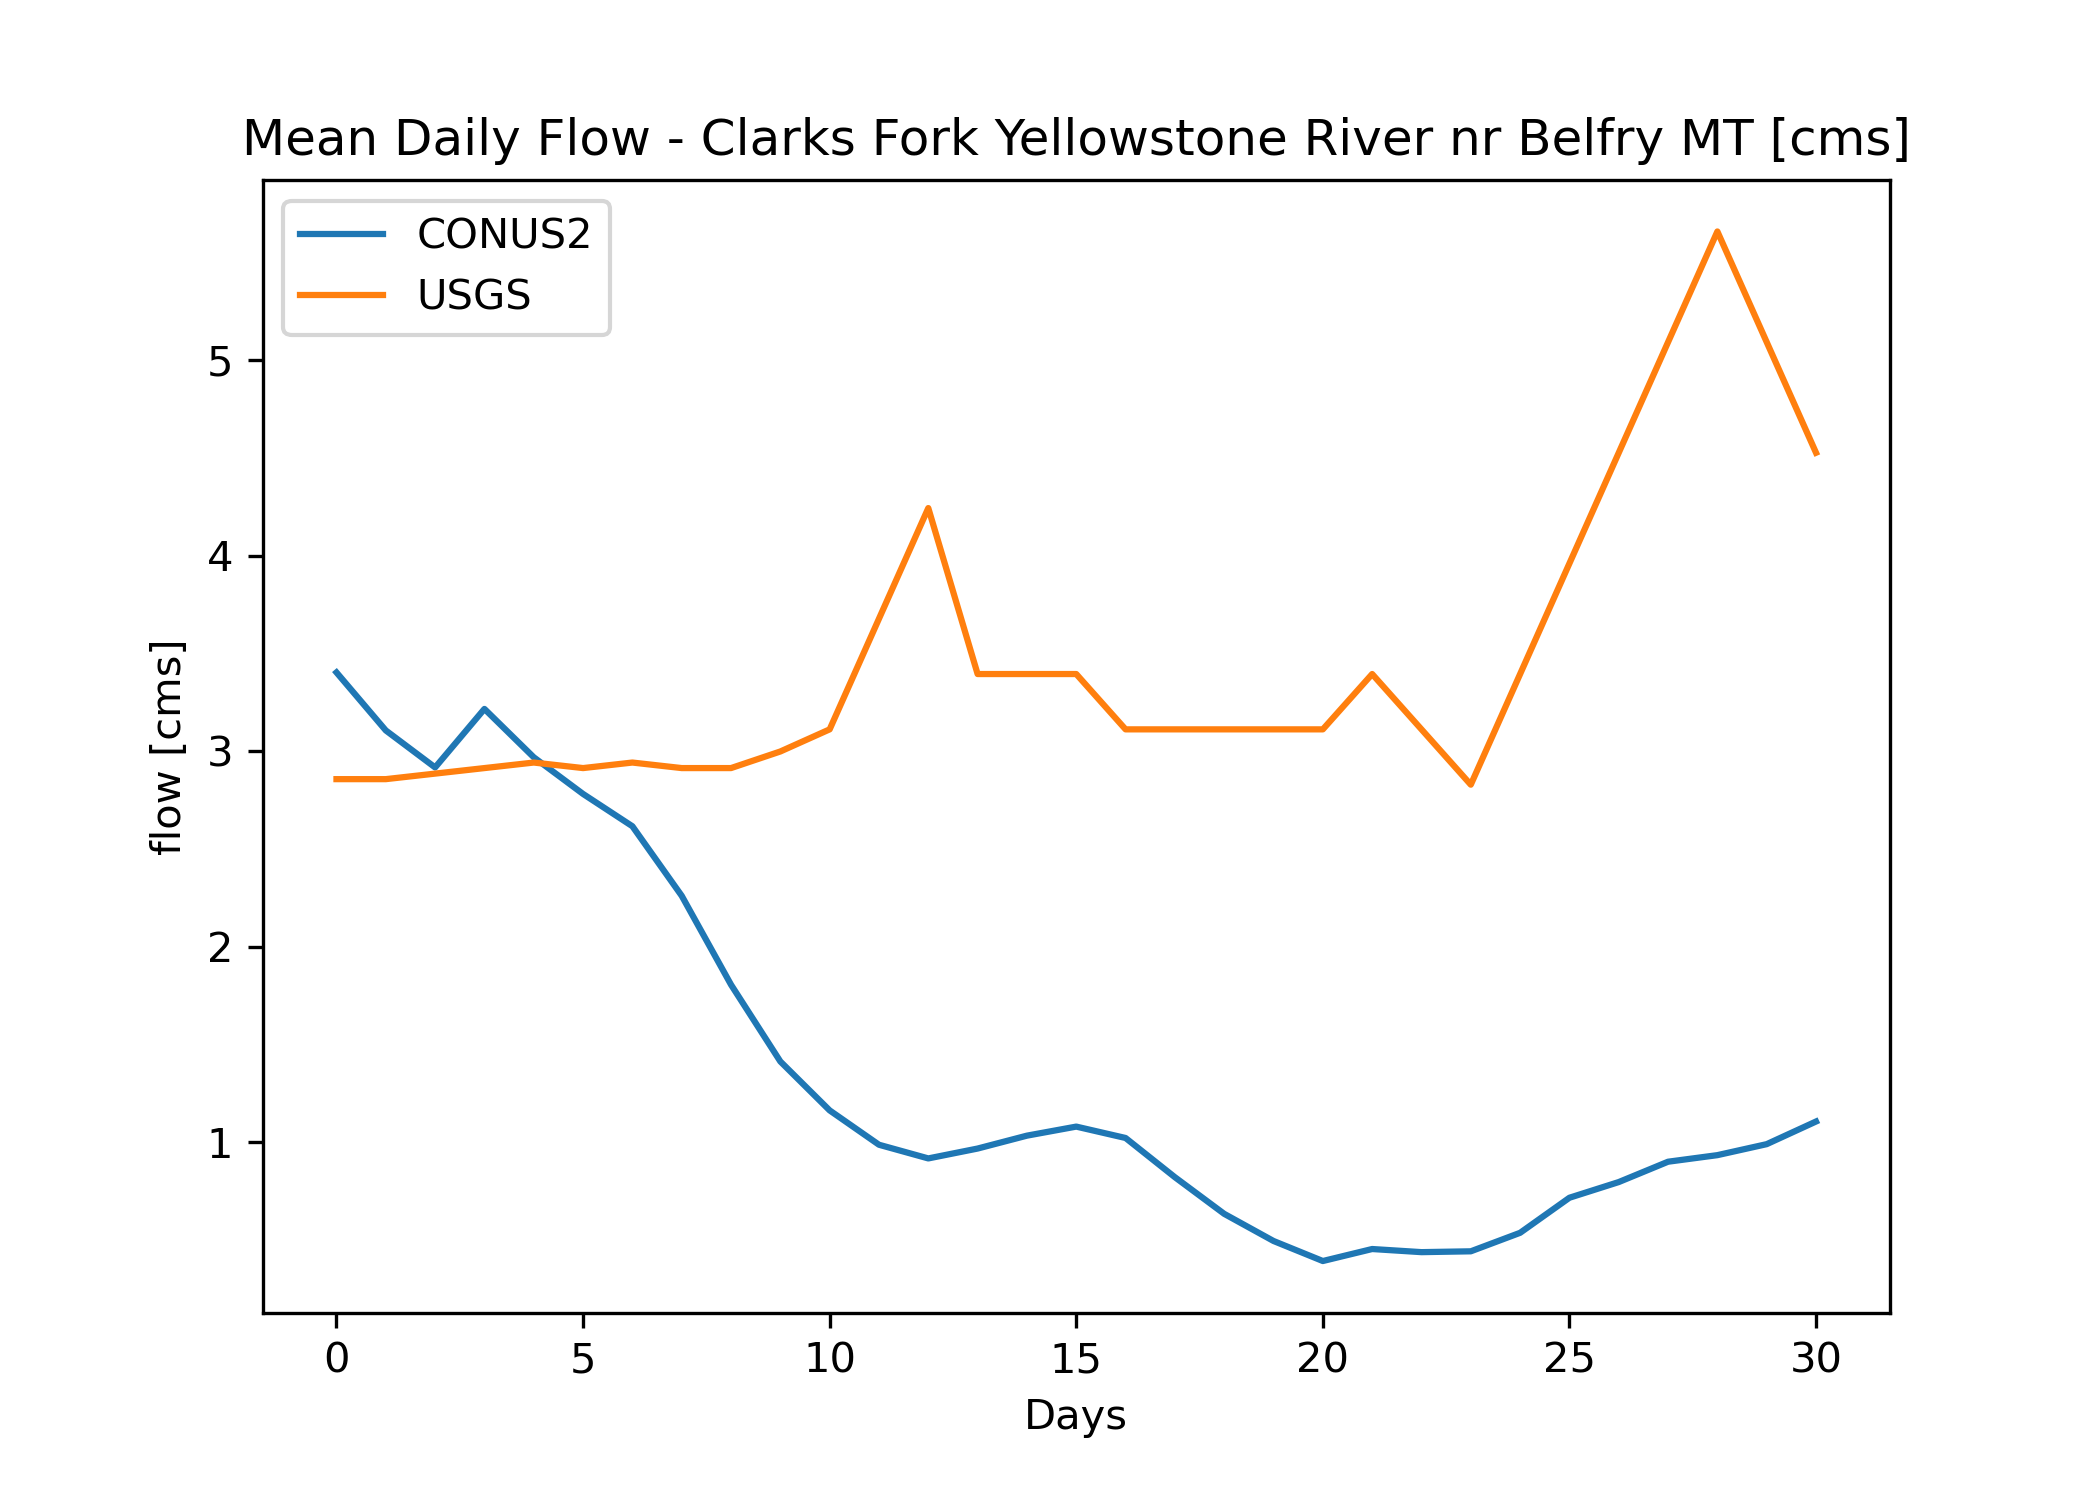 Mean Daily Flow - Clarks Fork Yellowstone River nr Belfry MT [cms]
CONUS2
USGS
5
4
3
2
1
flow [cms]
0 5 10 15 20 25 30
Days